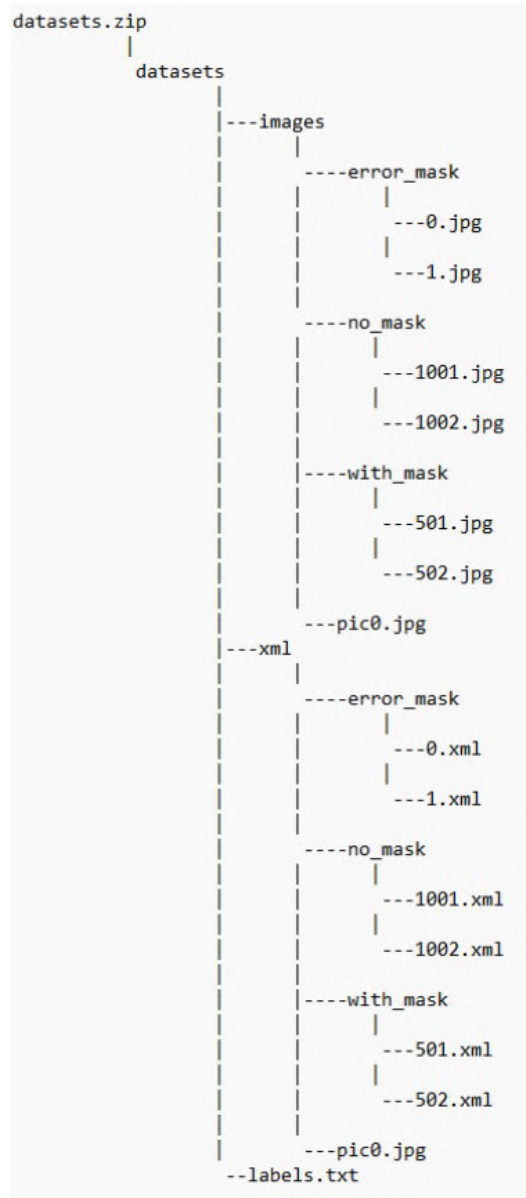 datasets.zip
datasets
---images
----error_mask
---0.jpg
---1.jpg
----no_mask
---1001.jpg
---1002.jpg
----with_mask
---501.jpg
---502.jpg
---pic0.jpg
---xml
----error_mask
---0.xml
---1.xml
----no_mask
---1001.xml
---1002.xml
----with_mask
---501.xml
---502.xml
---pic0.jpg
--labels.txt